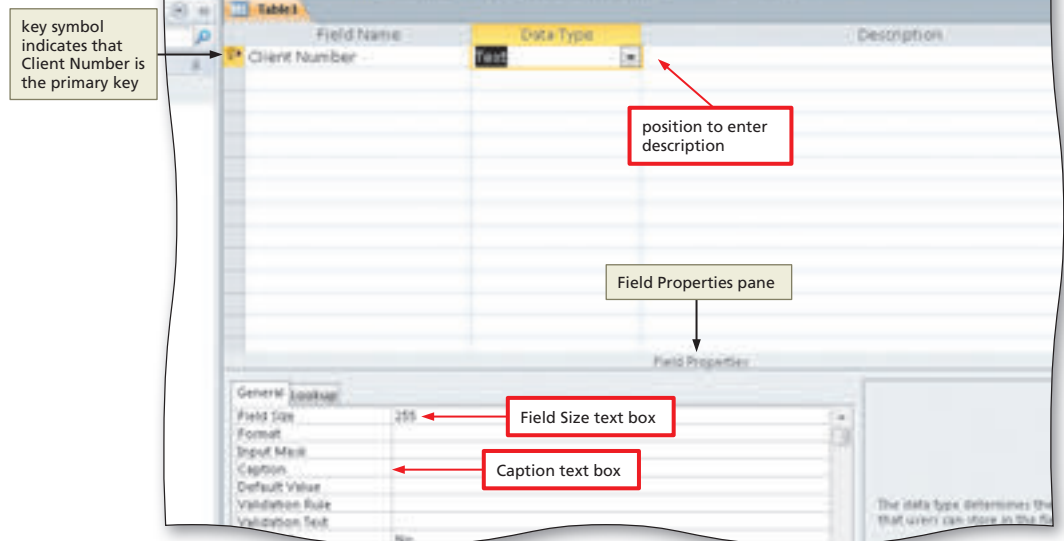 key symbol
indicates that
Client Number is
the primary key
Table1
Field Name
Data Type
Description
Client Number
Text
position to enter
description
Field Properties pane
Field Properties
General
Lookup
Field Size
255
Field Size text box
Format
Input Mask
Caption
Caption text box
Default Value
Validation Rule
Validation Text
No
The data type determines the
that users can store in the